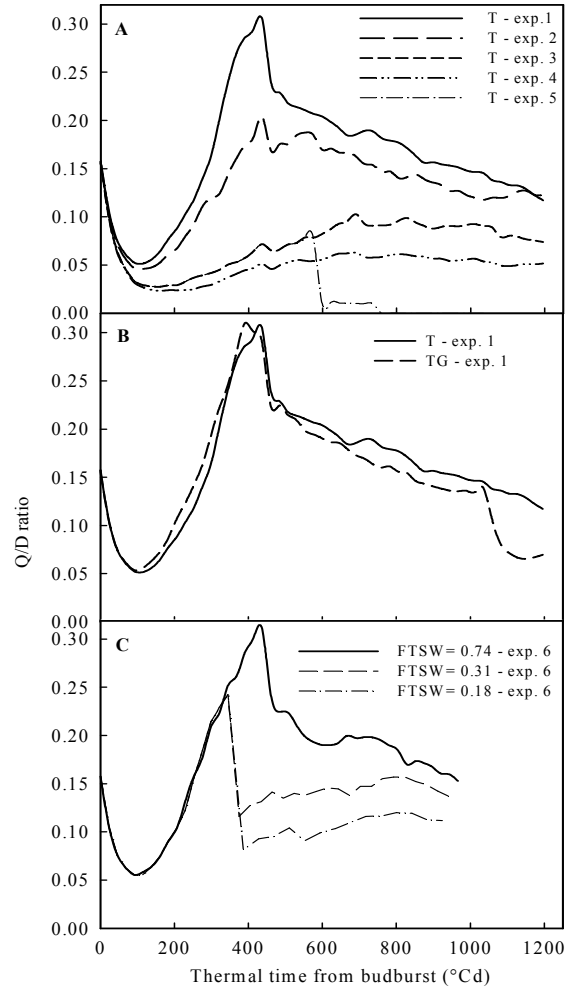 A
T - exp.1
T - exp. 2
T - exp. 3
T - exp. 4
T - exp. 5
0.30
0.25
0.20
0.15
0.10
0.05
0.00
B
T - exp. 1
TG - exp. 1
0.30
0.25
0.20
0.15
0.10
0.05
0.00
Q/D ratio
C
FTSW= 0.74 - exp. 6
FTSW= 0.31 - exp. 6
FTSW= 0.18 - exp. 6
0.30
0.25
0.20
0.15
0.10
0.05
0.00
0 200 400 600 800 1000 1200
Thermal time from budburst (°Cd)